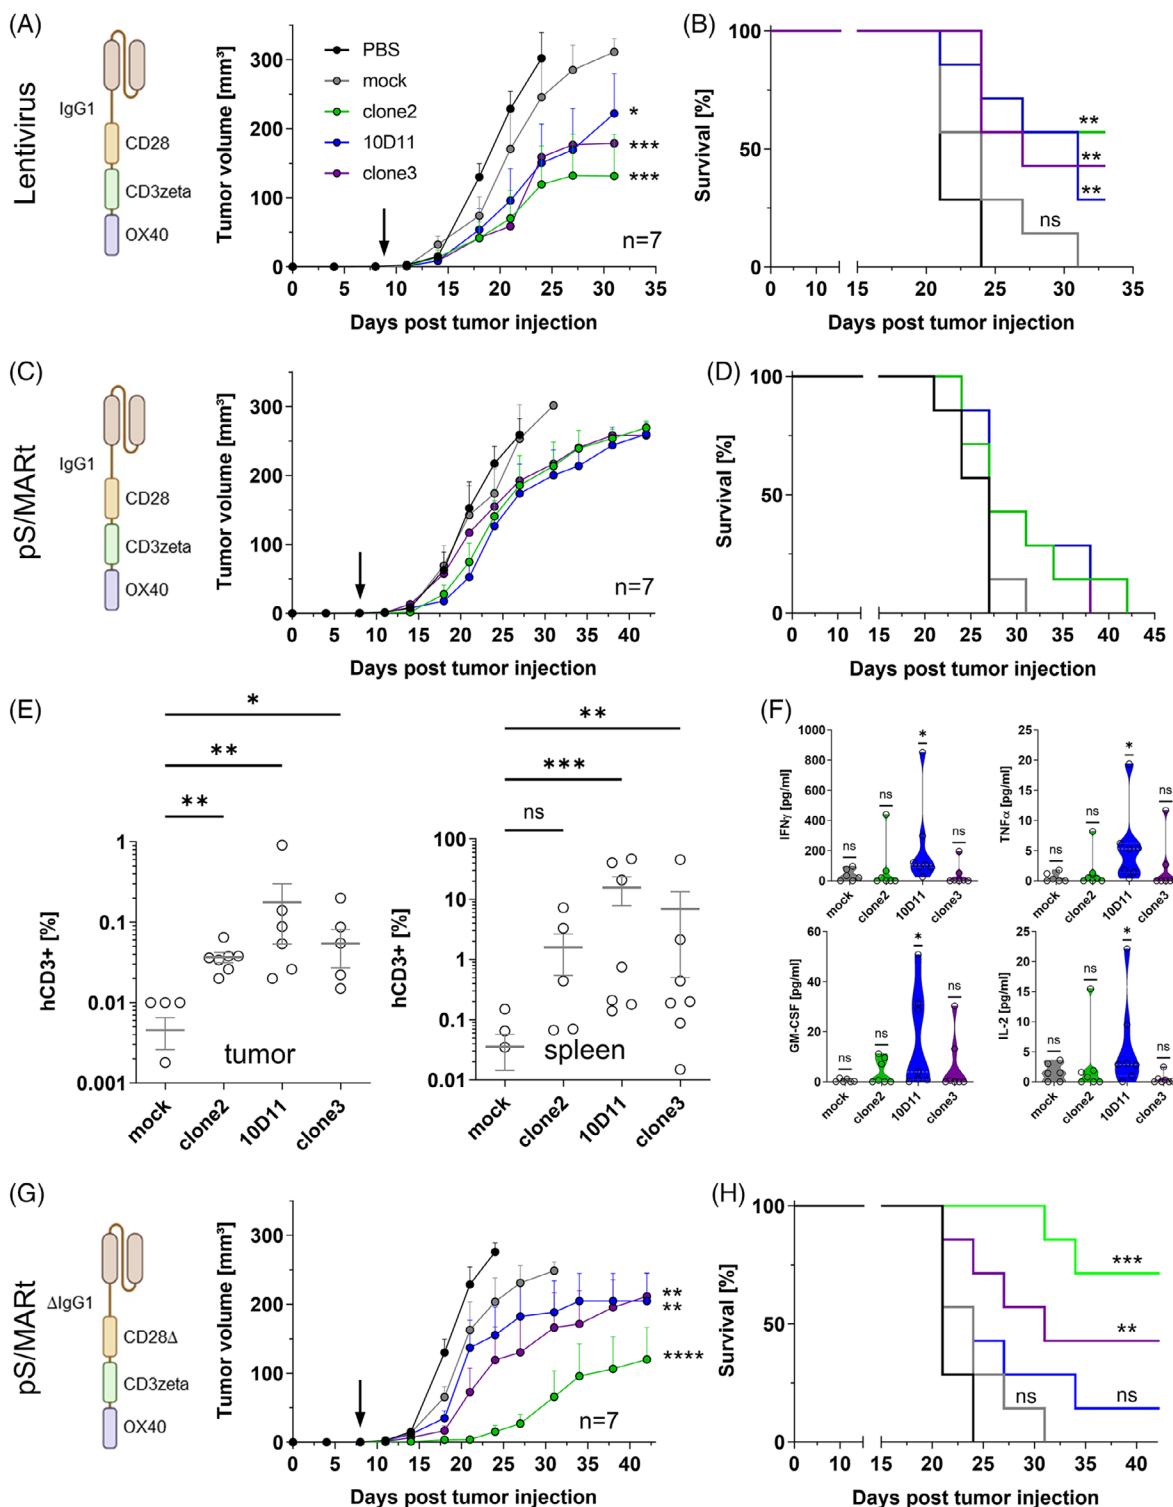 (A)
Lentivirus
IgG1
CD28
CD3zeta
OX40
Tumor volume [mm³]
300
200
100
0
PBS
mock
clone2
10D11
clone3
*
***
***
n=7
0 5 10 15 20 25 30 35
Days post tumor injection
(B)
Survival [%]
100
50
0
**
**
**
ns
0 10 15 20 25 30 35
Days post tumor injection
(C)
pS/MARt
IgG1
CD28
CD3zeta
OX40
Tumor volume [mm³]
300
200
100
0
n=7
0 5 10 15 20 25 30 35 40
Days post tumor injection
(D)
Survival [%]
100
50
0
0 10 15 20 25 30 35 40 45
Days post tumor injection
(E)
*
**
**
hCD3+ [%]
1
0.1
0.01
0.001
tumor
mock
clone2
10D11
clone3
**
***
ns
hCD3+ [%]
100
10
1
0.1
0.01
spleen
mock
clone2
10D11
clone3
(F)
IFNγ [pg/ml]
1000
800
600
400
200
0
ns
ns
*
ns
mock
clone2
10D11
clone3
TNFα [pg/ml]
25
20
15
10
5
0
ns
ns
*
ns
mock
clone2
10D11
clone3
GM-CSF [pg/ml]
60
40
20
0
ns
ns
*
ns
mock
clone2
10D11
clone3
IL-2 [pg/ml]
25
20
15
10
5
0
ns
ns
*
ns
mock
clone2
10D11
clone3
(G)
pS/MARt
ΔIgG1
CD28Δ
CD3zeta
OX40
Tumor volume [mm³]
300
200
100
0
**
**
****
n=7
0 5 10 15 20 25 30 35 40
Days post tumor injection
(H)
Survival [%]
100
50
0
***
**
ns
ns
0 10 15 20 25 30 35 40
Days post tumor injection